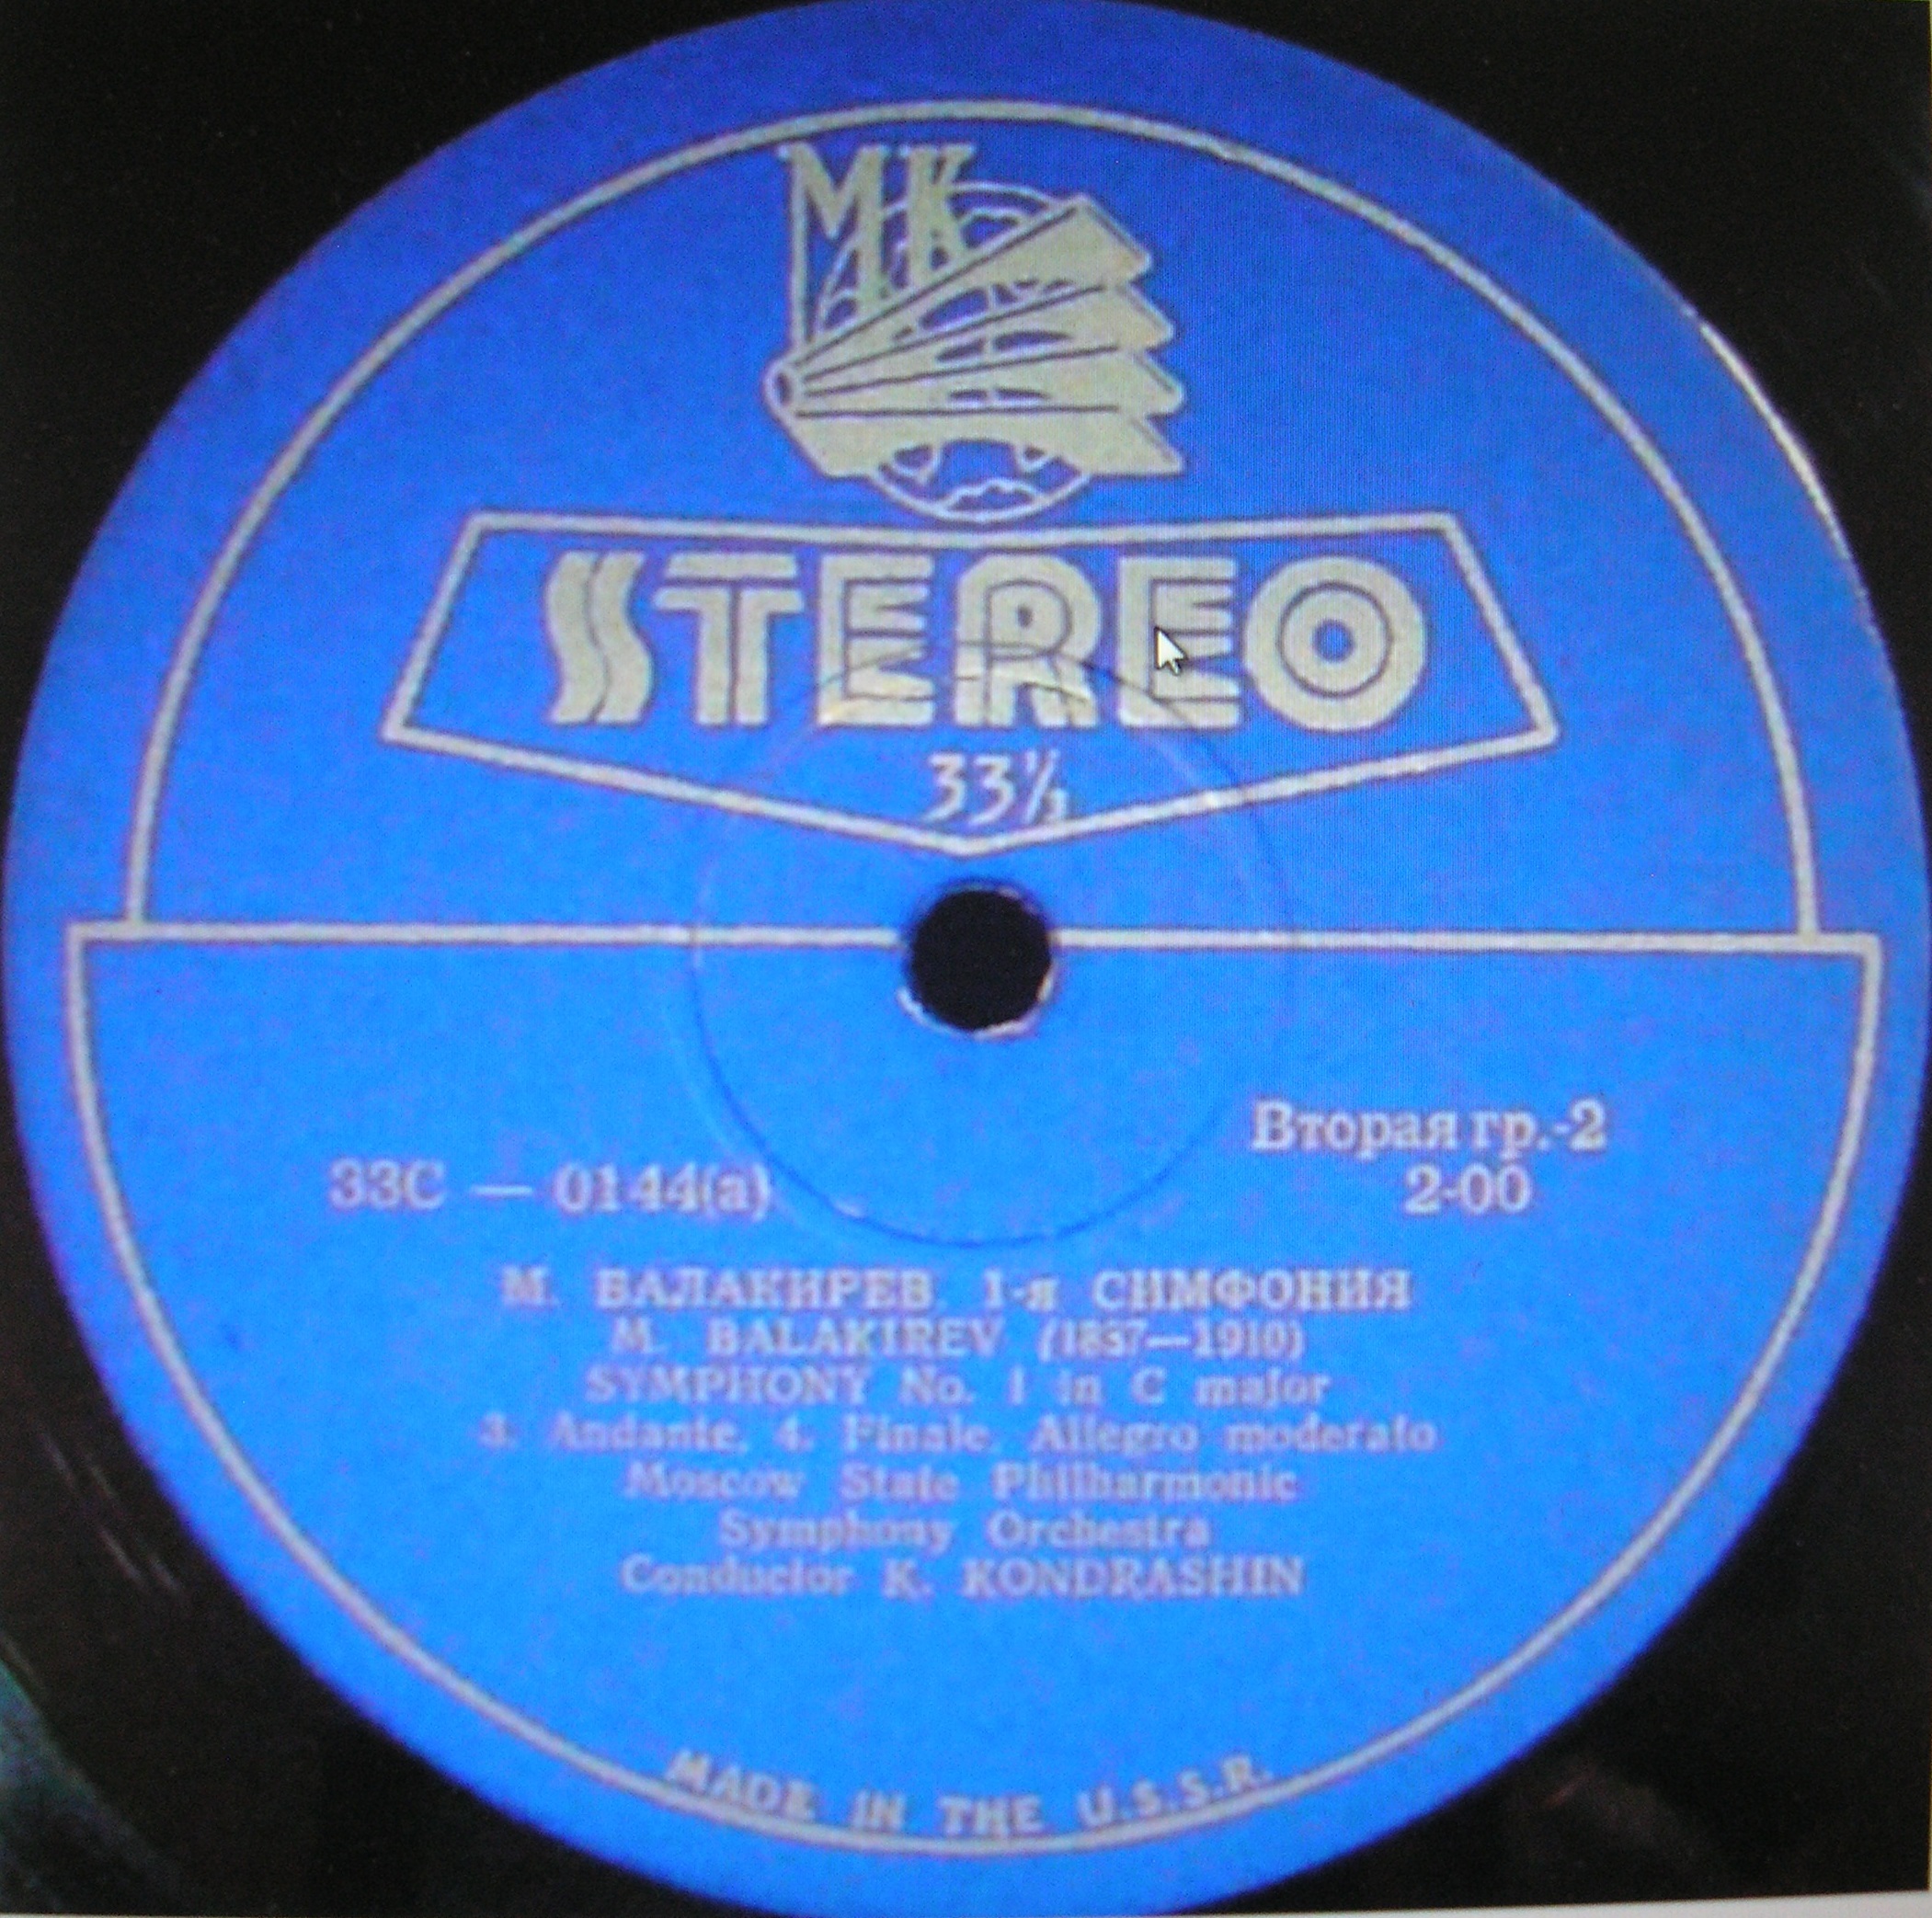 МК
STEREO
33⅓
Вторая гр.-2
33С — 0144(а)
2-00
М. БАЛАКИРЕВ. 1-я СИМФОНИЯ
M. BALAKIREV (1837—1910)
SYMPHONY No. 1 in C major
3. Andante. 4. Finale. Allegro moderato
Moscow State Philharmonic
Symphony Orchestra
Conductor K. KONDRASHIN
MADE IN THE U.S.S.R.